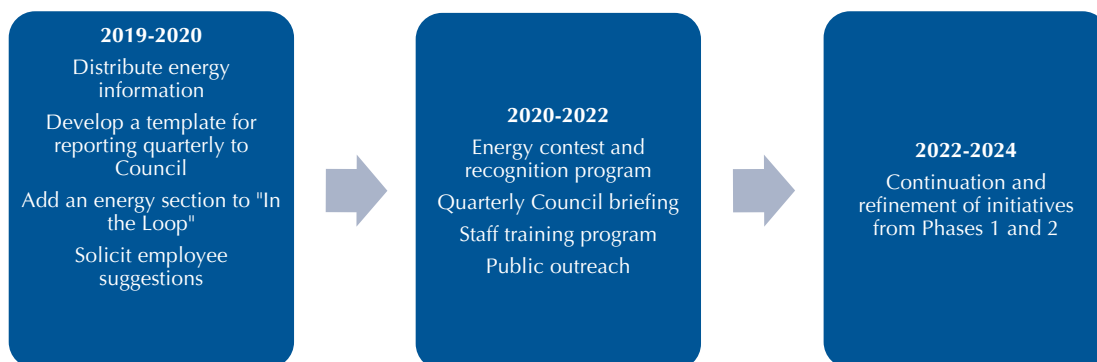 2019-2020
Distribute energy
information
Develop a template for
reporting quarterly to
Council
Add an energy section to "In
the Loop"
Solicit employee
suggestions
2020-2022
Energy contest and
recognition program
Quarterly Council briefing
Staff training program
Public outreach
2022-2024
Continuation and
refinement of initiatives
from Phases 1 and 2